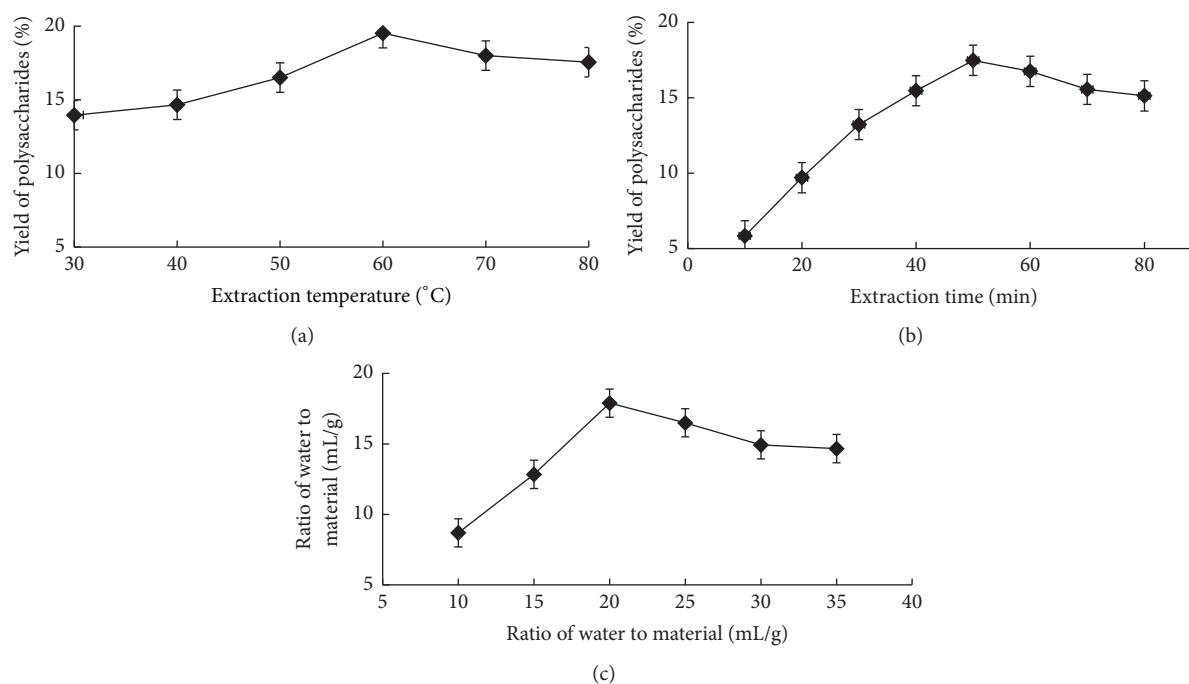 Yield of polysaccharides (%)
20
15
10
5
30 40 50 60 70 80
Extraction temperature (°C)
(a)
Yield of polysaccharides (%)
20
15
10
5
0 20 40 60 80
Extraction time (min)
(b)
Ratio of water to
material (mL/g)
20
15
10
5
5 10 15 20 25 30 35 40
Ratio of water to material (mL/g)
(c)